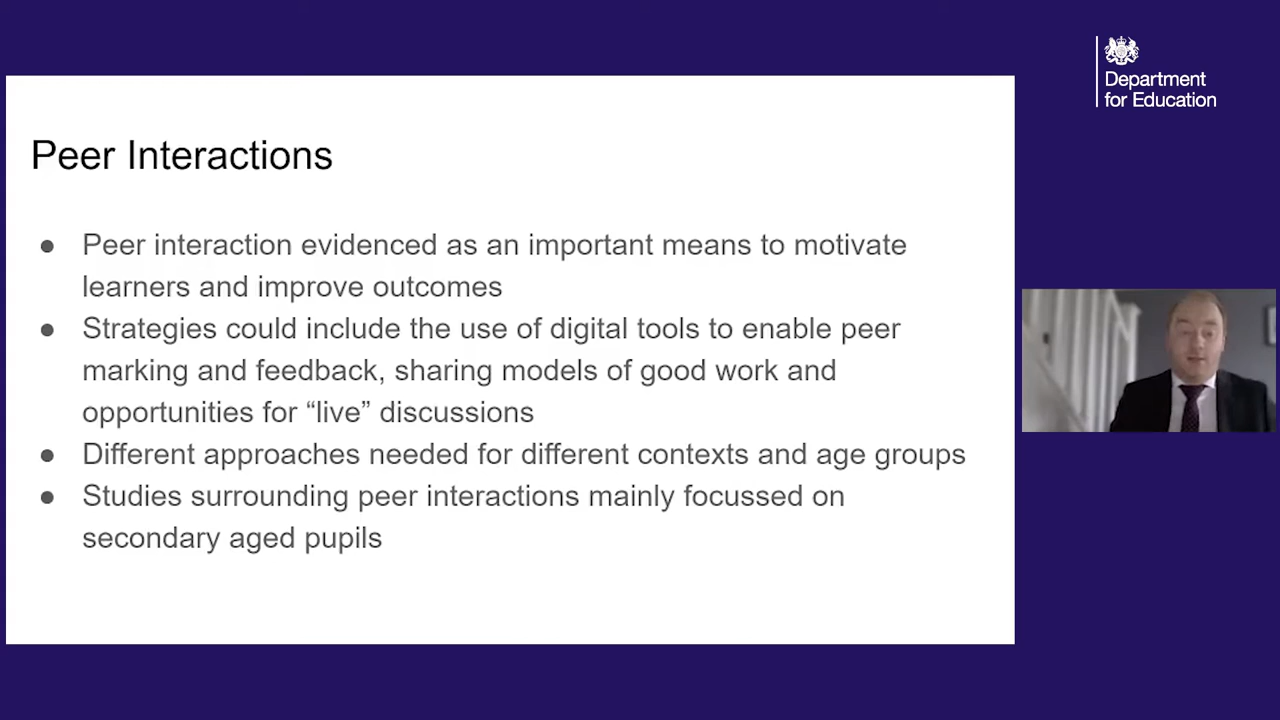 Department
for Education
Peer Interactions
● Peer interaction evidenced as an important means to motivate
learners and improve outcomes
● Strategies could include the use of digital tools to enable peer
marking and feedback, sharing models of good work and
opportunities for “live” discussions
● Different approaches needed for different contexts and age groups
● Studies surrounding peer interactions mainly focussed on
secondary aged pupils